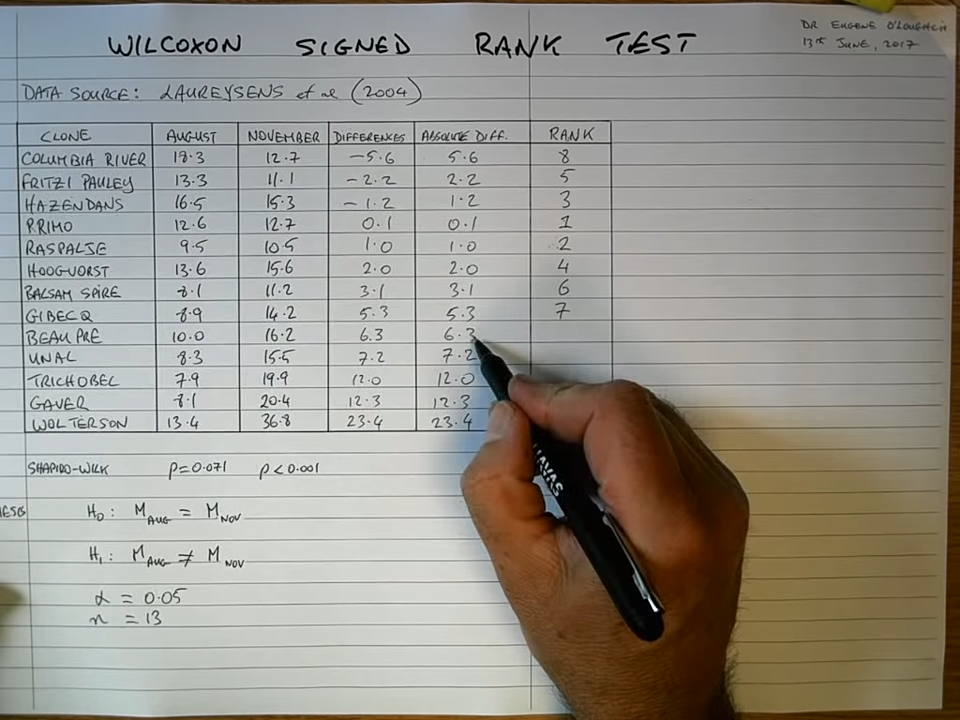 WILCOXON SIGNED RANK TEST
DR EUGENE O'LOUGHLIN
13TH JUNE, 2017
DATA SOURCE: LAUREYSENS et al (2004)
CLONE AUGUST NOVEMBER DIFFERENCES ABSOLUTE DIFF. RANK
COLUMBIA RIVER 18.3 12.7 -5.6 5.6 8
FRITZI PAULEY 13.3 11.1 -2.2 2.2 5
HAZENDANS 16.5 15.3 -1.2 1.2 3
PRIMO 12.6 12.7 0.1 0.1 1
RASPALJE 9.5 10.5 1.0 1.0 2
HOOGVORST 13.6 15.6 2.0 2.0 4
BALSAM SPIRE 8.1 11.2 3.1 3.1 6
GIBECQ 8.9 14.2 5.3 5.3 7
BEAUPRE 10.0 16.2 6.3 6.3
UNAL 8.3 15.5 7.2 7.2
TRICHOBEL 7.9 19.9 12.0 12.0
GAVER 8.1 20.4 12.3 12.3
WOLTERSON 13.4 36.8 23.4 23.4
SHAPIRO-WILK P=0.071 P<0.001
H0: MAUG = MNOV
H1: MAUG ≠ MNOV
α = 0.05
n = 13